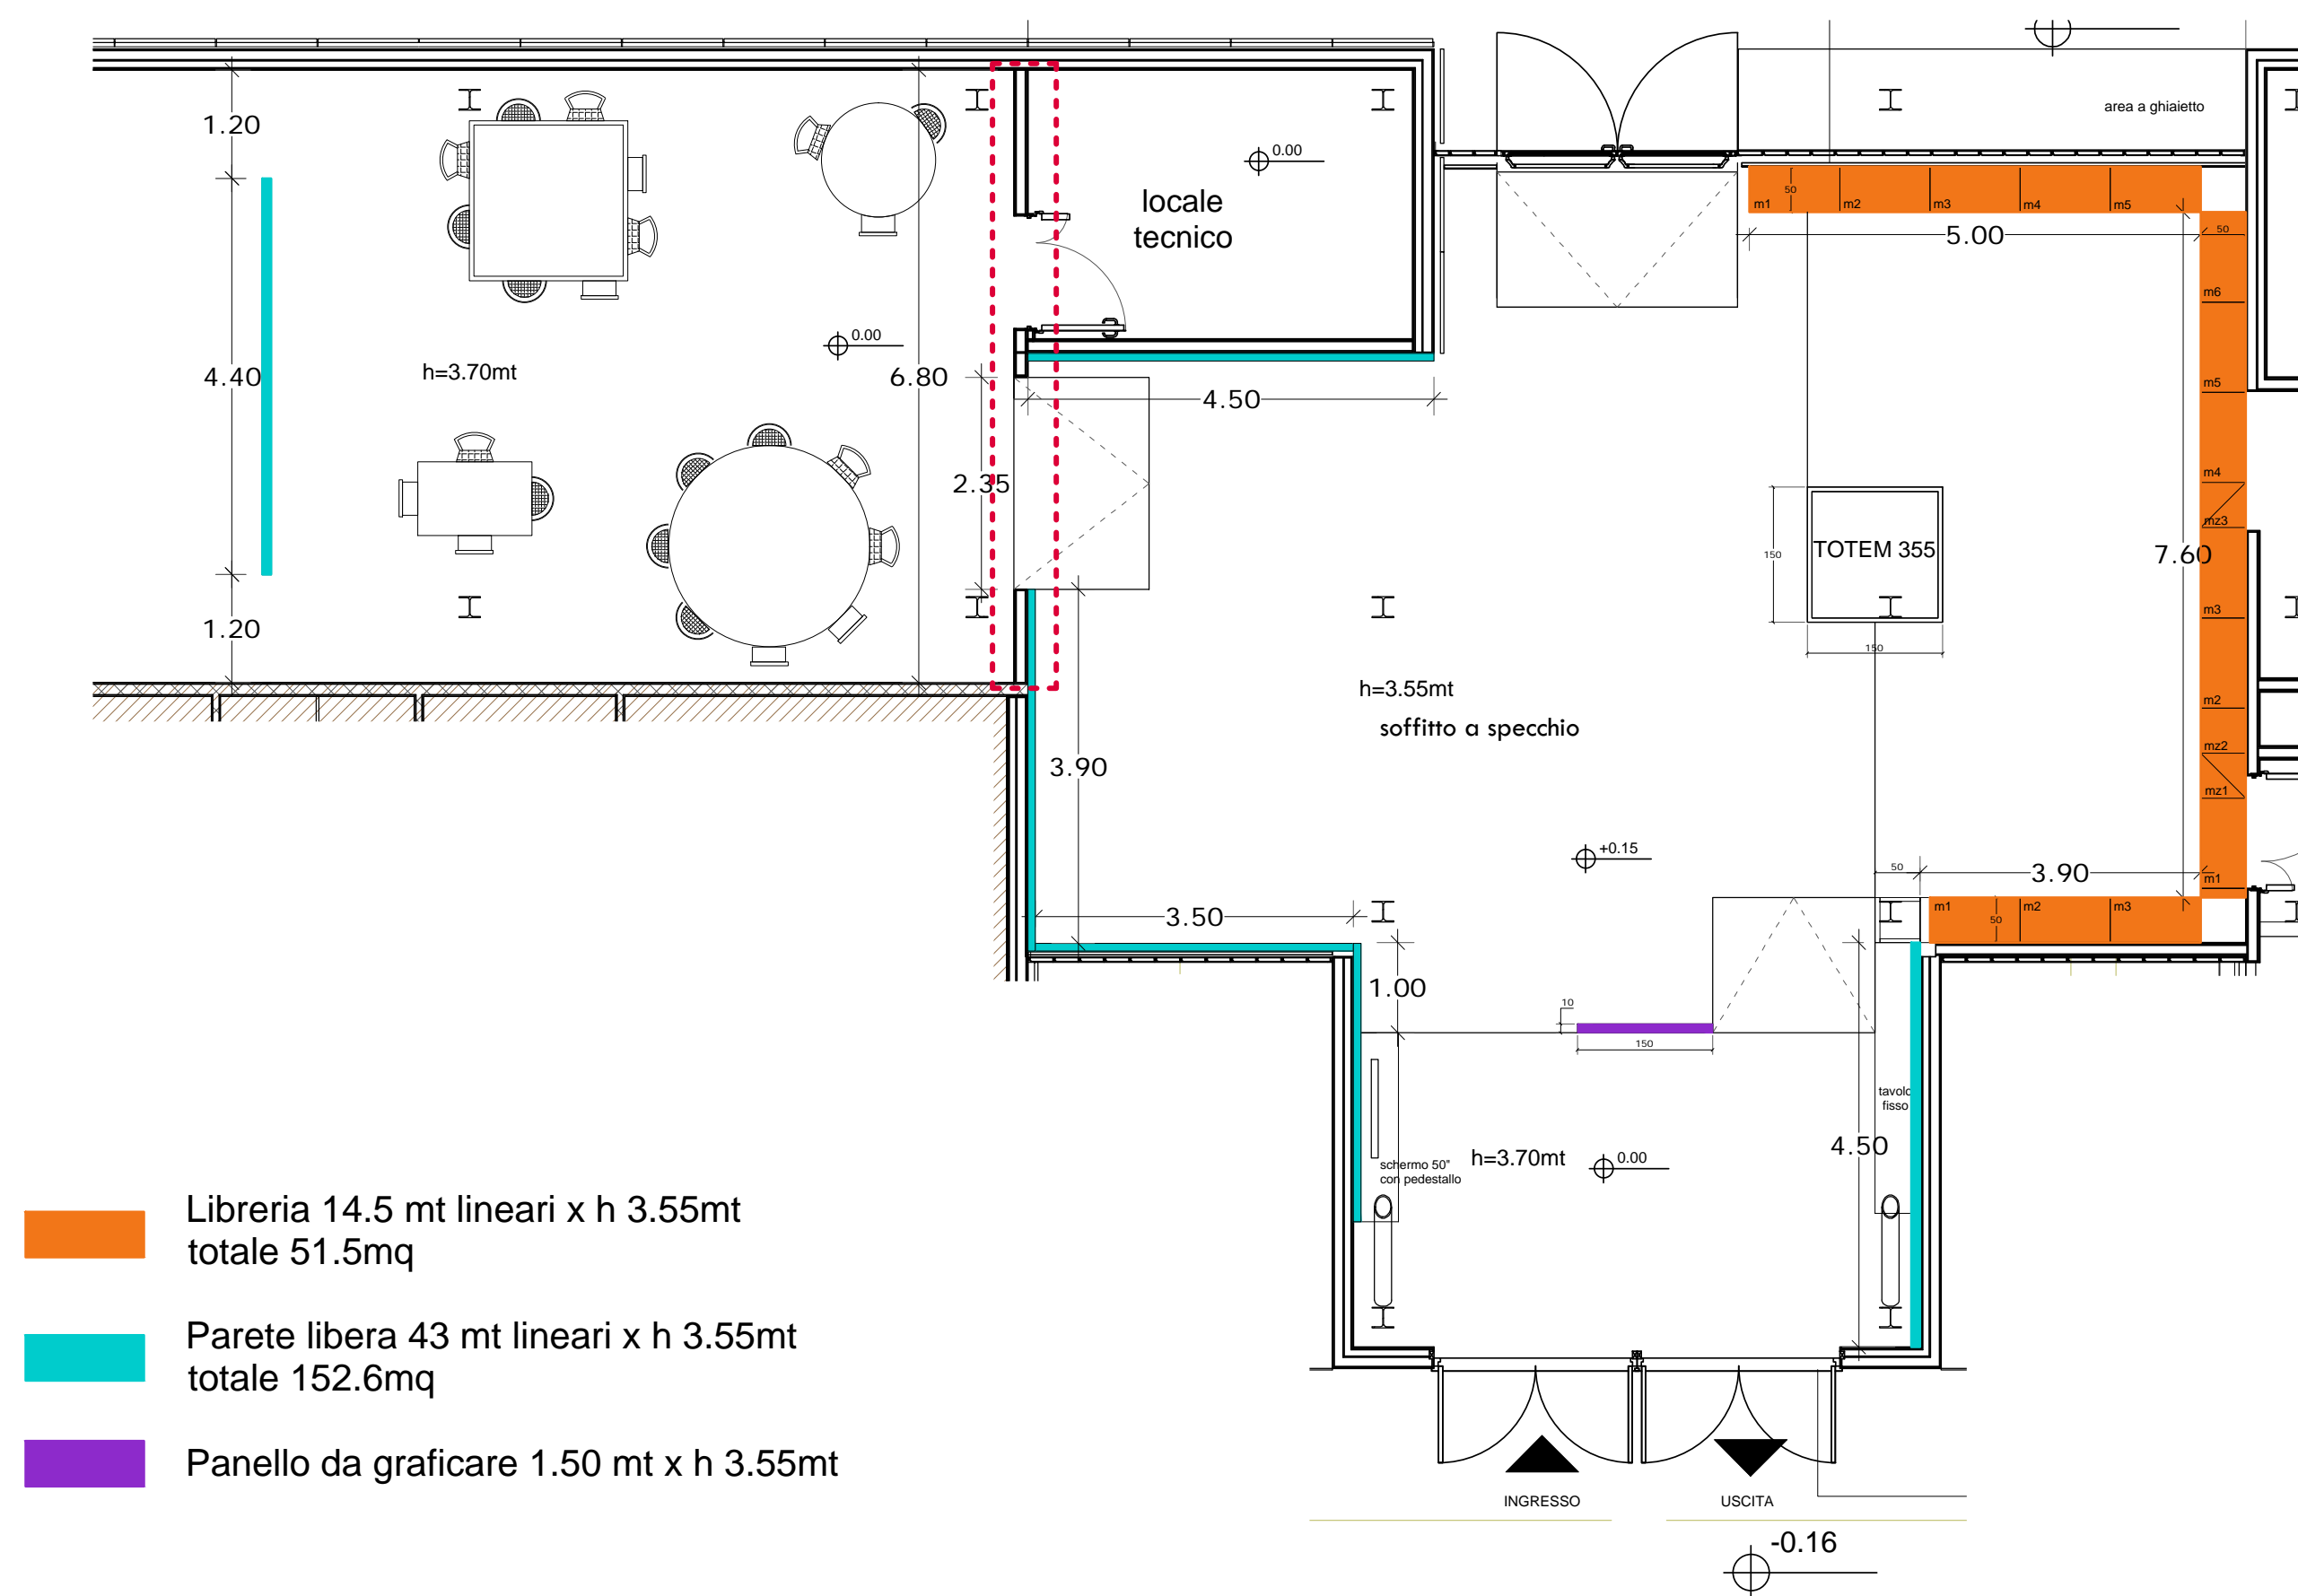 area a ghiaietto
1.20
0.00
locale
tecnico
50
m1
m2
m3
m4
m5
5.00
50
m6
0.00
h=3.70mt
4.40
6.80
4.50
m5
2.35
m4
mz3
TOTEM 355
150
7.60
1.20
m3
150
h=3.55mt
soffitto a specchio
m2
mz2
3.90
mz1
+0.15
50
3.90
m1
3.50
m1
50
m2
m3
1.00
10
150
tavolo
fisso
4.50
schermo 50"
con pedestallo
h=3.70mt
0.00
Libreria 14.5 mt lineari x h 3.55mt
totale 51.5mq
Parete libera 43 mt lineari x h 3.55mt
totale 152.6mq
Panello da graficare 1.50 mt x h 3.55mt
INGRESSO
USCITA
-0.16